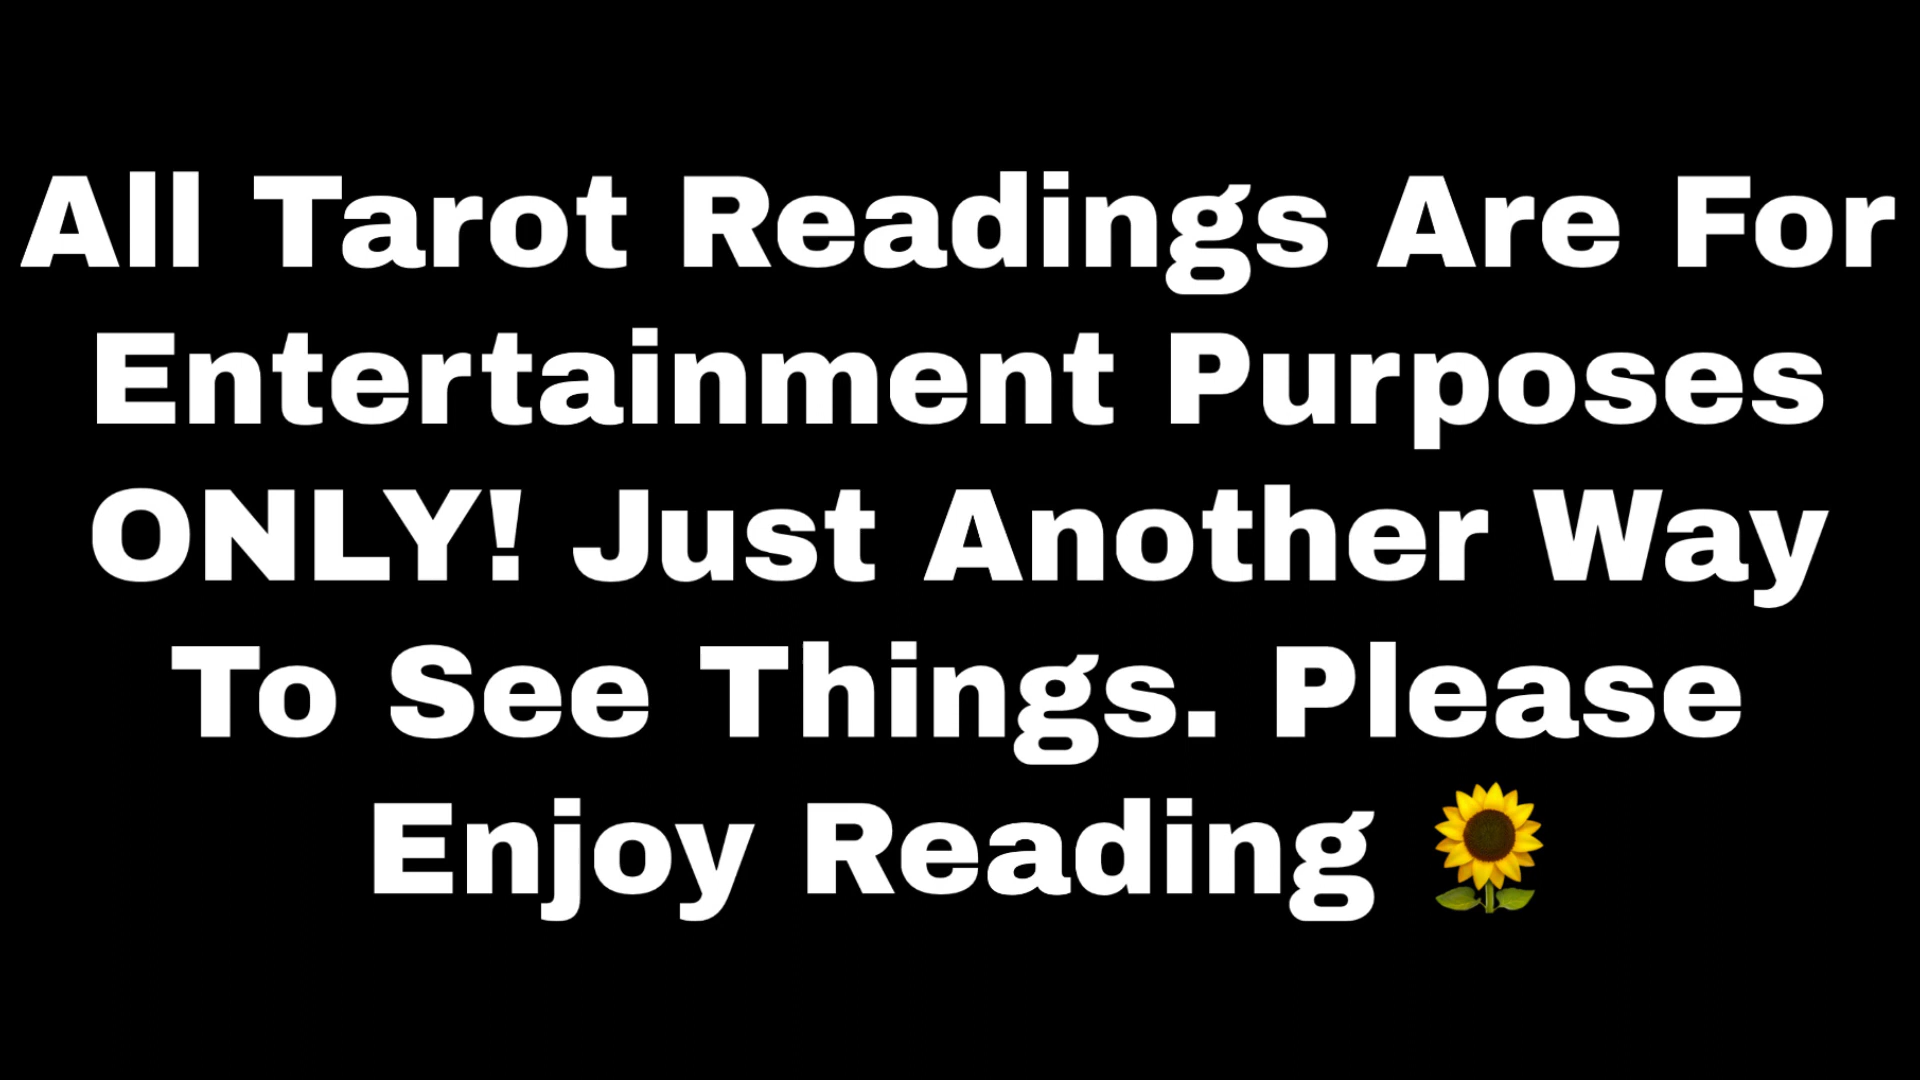 All Tarot Readings Are For
Entertainment Purposes
ONLY! Just Another Way
To See Things. Please
Enjoy Reading 🌻